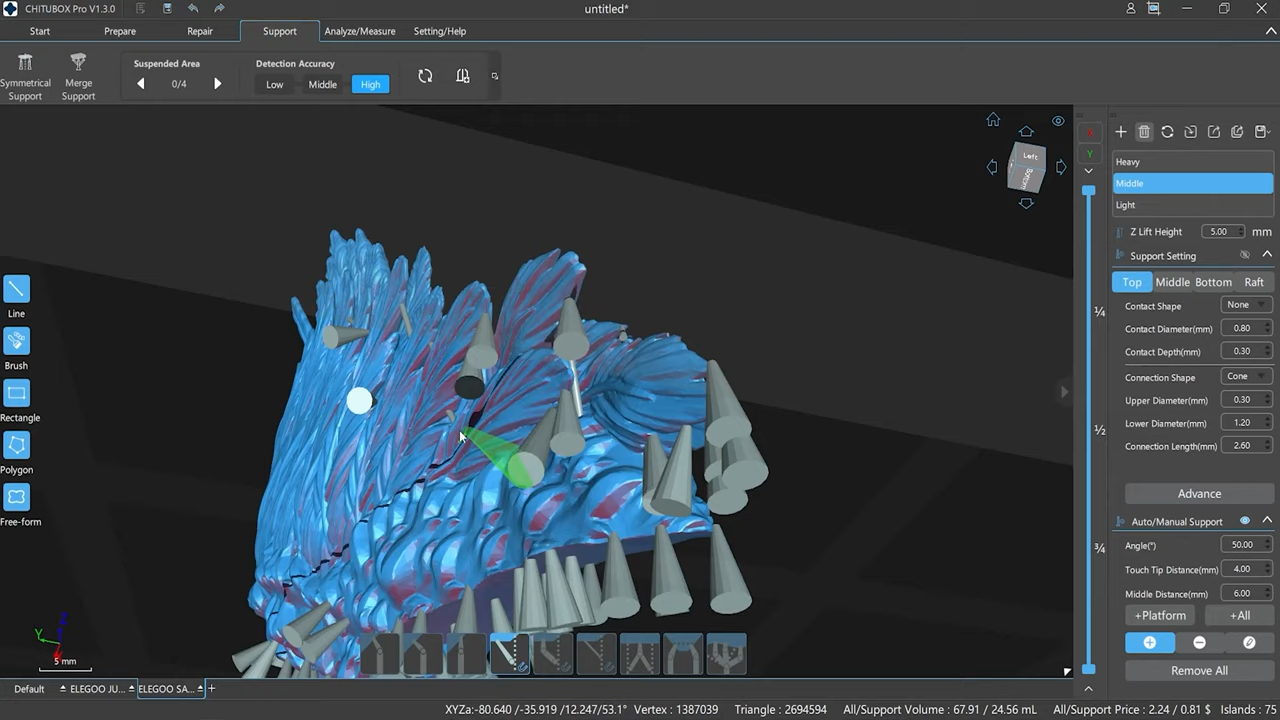 CHITUBOX Pro V1.3.0
untitled*
Start
Prepare
Repair
Support
Analyze/Measure
Setting/Help
Symmetrical
Support
Merge
Support
Suspended Area
0/4
Detection Accuracy
Low
Middle
High
Left
Bottom
X
Y
Heavy
Middle
Light
Z Lift Height
5.00
mm
Support Setting
Top
Middle
Bottom
Raft
Contact Shape
None
Contact Diameter(mm)
0.80
Contact Depth(mm)
0.30
Connection Shape
Cone
Upper Diameter(mm)
0.30
Lower Diameter(mm)
1.20
Connection Length(mm)
2.60
Advance
Auto/Manual Support
Angle(°)
50.00
Touch Tip Distance(mm)
4.00
Middle Distance(mm)
6.00
+Platform
+All
Remove All
¼
½
¾
Line
Brush
Rectangle
Polygon
Free-form
Z
Y
5 mm
Default
ELEGOO JU...
ELEGOO SA...
XYZa:-80.640 /-35.919 /12.247/53.1°
Vertex : 1387039
Triangle : 2694594
All/Support Volume : 67.91 / 24.56 mL
All/Support Price : 2.24 / 0.81 $
Islands : 75